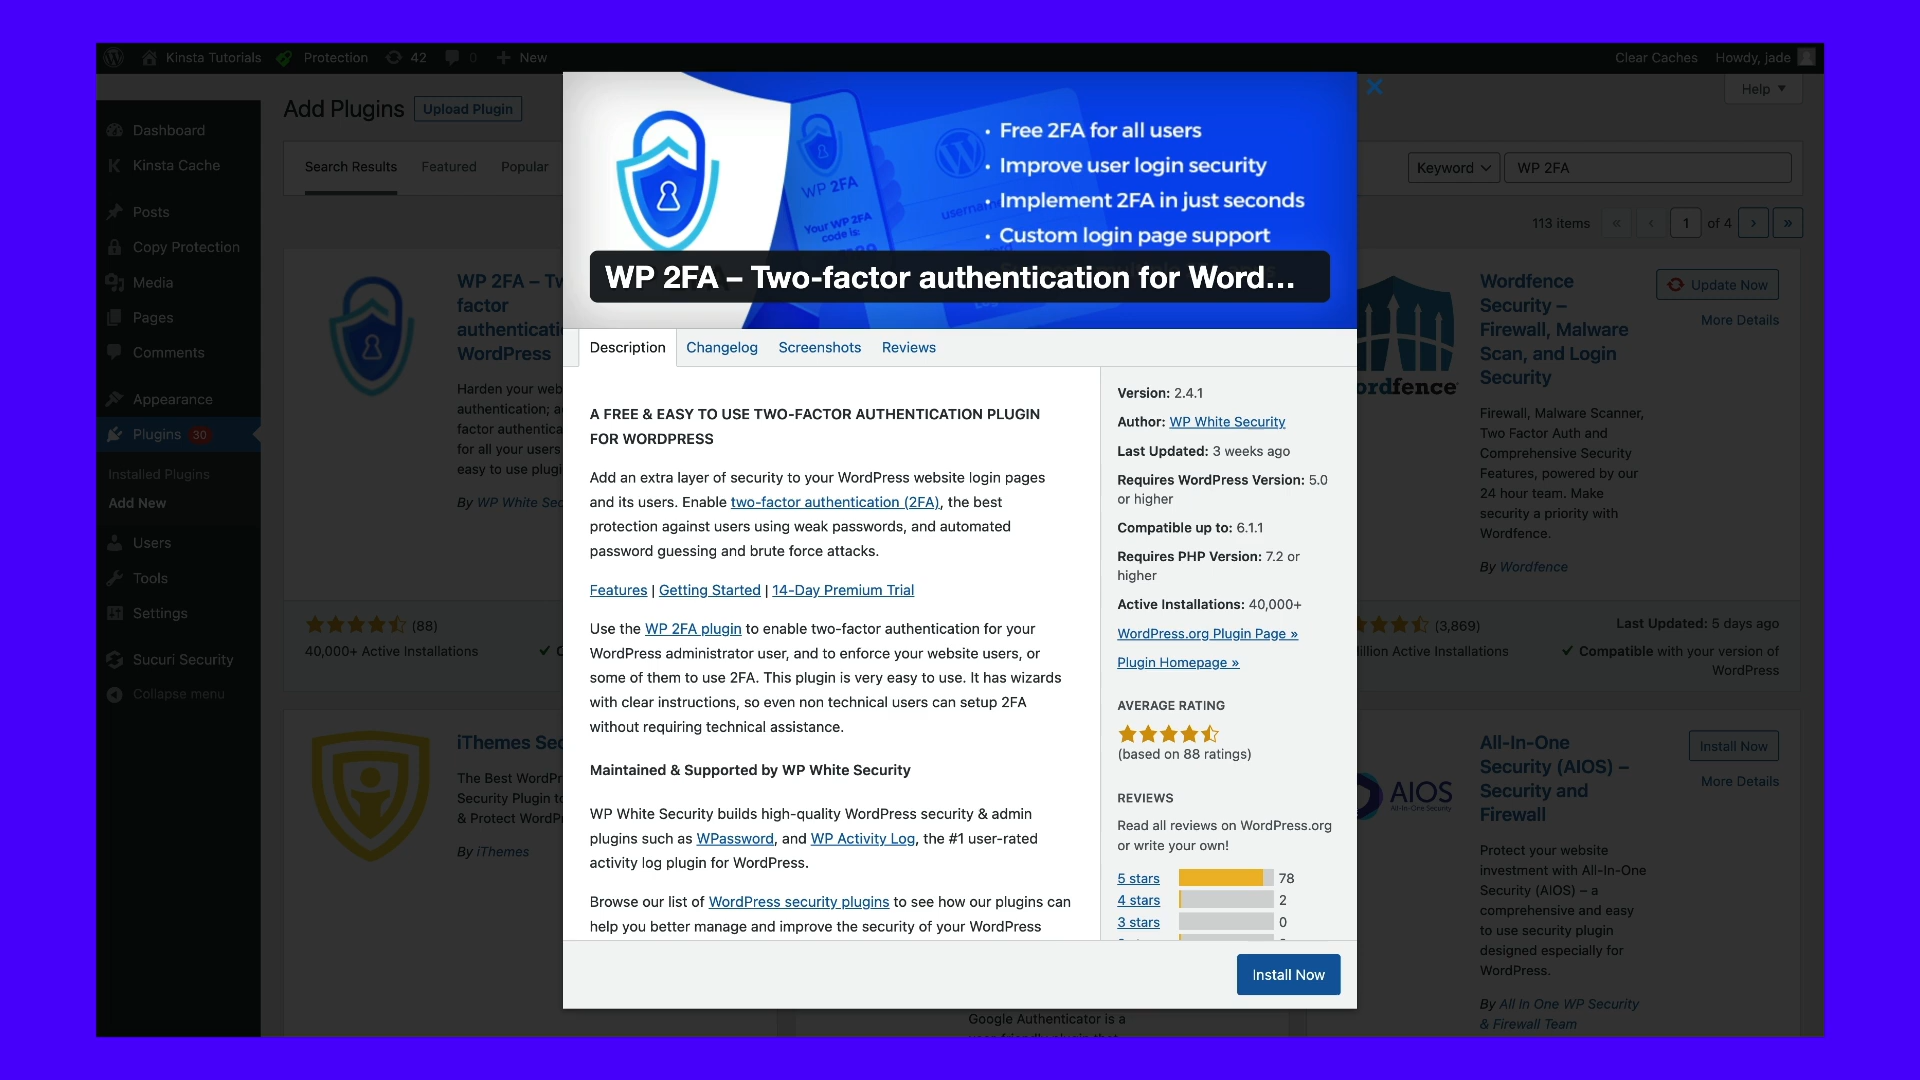 Kinsta Tutorials
Protection
42
0
New
Clear Caches
Howdy, jade
Help
Dashboard
Kinsta Cache
Posts
Copy Protection
Media
Pages
Comments
Appearance
Plugins 30
Installed Plugins
Add New
Users
Tools
Settings
Sucuri Security
Collapse menu
Add Plugins
Upload Plugin
Search Results
Featured
Popular
Keyword
WP 2FA
113 items
«
‹
1
of 4
›
»
WP 2FA –
factor
WordPress
Harden your
for all your users
By WP White
(88)
40,000+ Active Installations
iThemes
The Best
Security Plugin
& Protect
By iThemes
• Free 2FA for all users
• Improve user login security
• Implement 2FA in just seconds
• Custom login page support
WP 2FA
Your WP 2FA
code is:
WP 2FA – Two-factor authentication for Word...
Description
Changelog
Screenshots
Reviews
A FREE & EASY TO USE TWO-FACTOR AUTHENTICATION PLUGIN
FOR WORDPRESS
Add an extra layer of security to your WordPress website login pages
and its users. Enable two-factor authentication (2FA), the best
protection against users using weak passwords, and automated
password guessing and brute force attacks.
Features | Getting Started | 14-Day Premium Trial
Use the WP 2FA plugin to enable two-factor authentication for your
WordPress administrator user, and to enforce your website users, or
some of them to use 2FA. This plugin is very easy to use. It has wizards
with clear instructions, so even non technical users can setup 2FA
without requiring technical assistance.
Maintained & Supported by WP White Security
WP White Security builds high-quality WordPress security & admin
plugins such as WPassword, and WP Activity Log, the #1 user-rated
activity log plugin for WordPress.
Browse our list of WordPress security plugins to see how our plugins can
help you better manage and improve the security of your WordPress
Version: 2.4.1
Author: WP White Security
Last Updated: 3 weeks ago
Requires WordPress Version: 5.0
or higher
Compatible up to: 6.1.1
Requires PHP Version: 7.2 or
higher
Active Installations: 40,000+
WordPress.org Plugin Page »
Plugin Homepage »
AVERAGE RATING
(based on 88 ratings)
REVIEWS
Read all reviews on WordPress.org
or write your own!
5 stars 78
4 stars 2
3 stars 0
Install Now
Wordfence
Security –
Firewall, Malware
Scan, and Login
Security
Update Now
More Details
Firewall, Malware Scanner,
Two Factor Auth and
Comprehensive Security
Features, powered by our
24 hour team. Make
security a priority with
Wordfence.
By Wordfence
(3,869)
Active Installations
Last Updated: 5 days ago
Compatible with your version of
WordPress
AIOS
All-In-One Security
All-In-One
Security (AIOS) –
Security and
Firewall
Install Now
More Details
Protect your website
investment with All-In-One
Security (AIOS) – a
comprehensive and easy
to use security plugin
designed especially for
WordPress.
By All In One WP Security
& Firewall Team
Google Authenticator is a